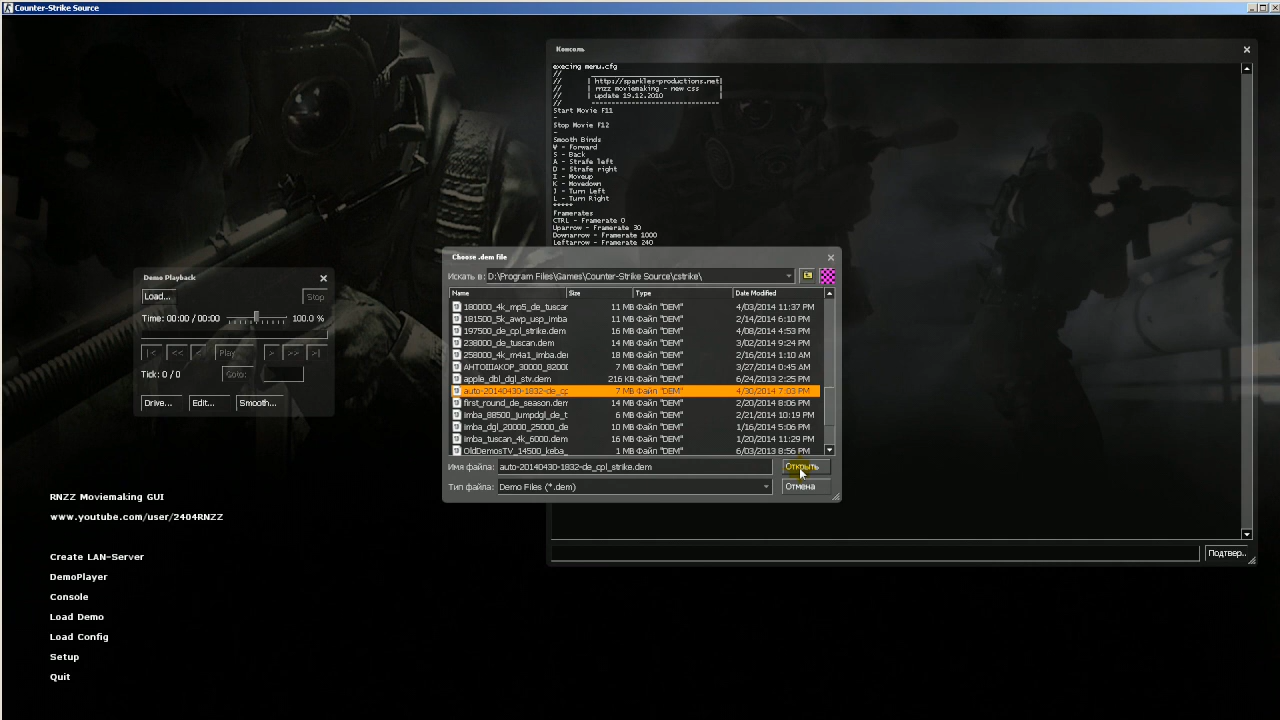 Counter-Strike Source
Консоль
execing menu.cfg
//
// | http://sparkles-productions.net|
// | rnzz moviemaking - new css |
// | update 19.12.2010 |
// --------------------------------
Start Movie F11
-
Stop Movie F12
-
Smooth Binds
W - Forward
S - Back
A - Strafe left
D - Strafe right
I - Moveup
K - Movedown
J - Turn Left
L - Turn Right
*****
Framerates
CTRL - Framerate 0
Uparrow - Framerate 30
Downarrow - Framerate 1000
Leftarrow - Framerate 240
Подтвер..
Choose .dem file
Искать в: D:\Program Files\Games\Counter-Strike Source\cstrike\
Name Size Type Date Modified
180000_4k_mp5_de_tuscar 11 MB Файл "DEM" 4/03/2014 11:37 PM
181500_5k_avp_usp_imba 11 MB Файл "DEM" 2/14/2014 6:10 PM
197500_de_cpl_strike.dem 16 MB Файл "DEM" 4/08/2014 4:53 PM
238000_de_tuscan.dem 14 MB Файл "DEM" 3/02/2014 9:24 PM
258000_4k_m4a1_imba.der 18 MB Файл "DEM" 2/16/2014 1:10 AM
АНТОШАКОР_30000_8200( 7 MB Файл "DEM" 3/27/2014 0:45 AM
apple_dbl_dgl_stv.dem 216 KB Файл "DEM" 6/24/2013 2:25 PM
auto-20140430-1832-de_cp 7 MB Файл "DEM" 4/30/2014 7:03 PM
first_round_de_season.dem 14 MB Файл "DEM" 2/20/2014 8:06 PM
imba_88500_jumpdgl_de_t 6 MB Файл "DEM" 2/21/2014 10:19 PM
imba_dgl_20000_25000_de 10 MB Файл "DEM" 1/16/2014 5:06 PM
imba_tuscan_4k_6000.dem 16 MB Файл "DEM" 1/20/2014 11:29 PM
OldDemosTV_14500_keba_ 1 MB Файл "DEM" 6/03/2013 8:56 PM
Имя файла: auto-20140430-1832-de_cpl_strike.dem Открыть
Тип файла: Demo Files (*.dem) Отмена
Demo Playback
Load... Stop
Time: 00:00 / 00:00 100.0 %
|< << < Play > >> >|
Tick: 0 / 0 Goto:
Drive... Edit... Smooth...
RNZZ Moviemaking GUI
www.youtube.com/user/2404RNZZ
Create LAN-Server
DemoPlayer
Console
Load Demo
Load Config
Setup
Quit